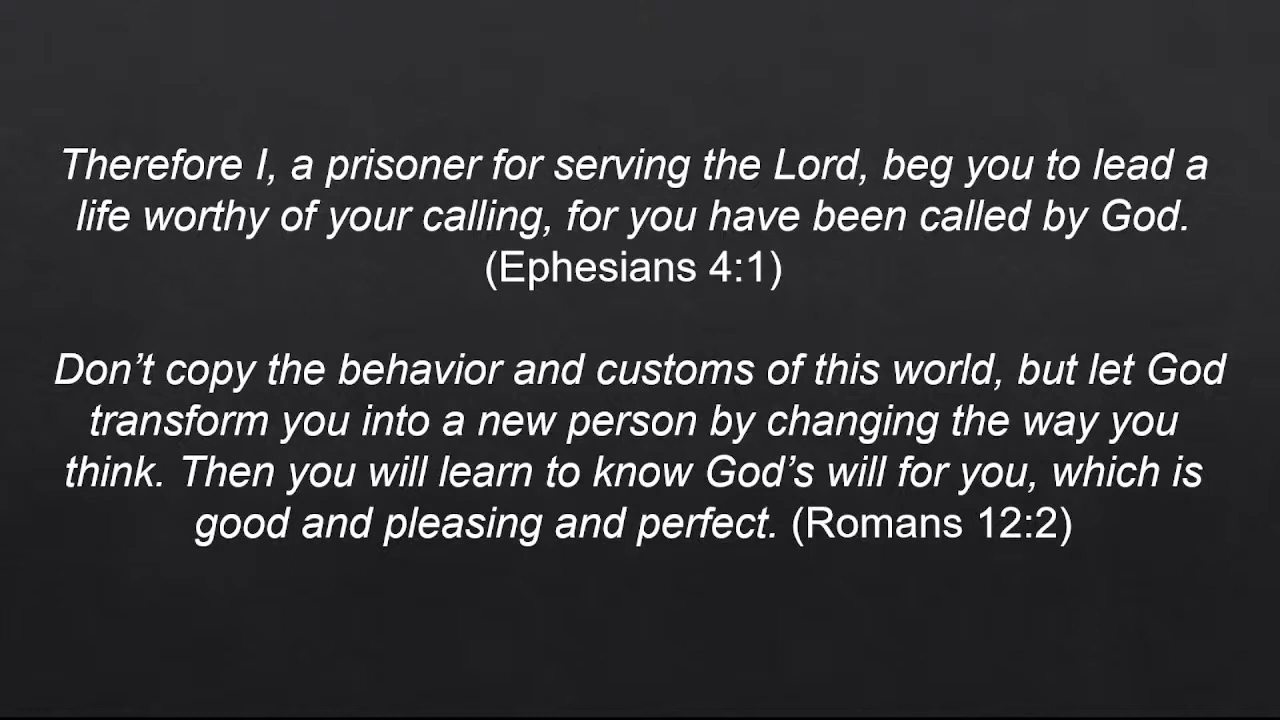 Therefore I, a prisoner for serving the Lord, beg you to lead a
life worthy of your calling, for you have been called by God.
(Ephesians 4:1)
Don’t copy the behavior and customs of this world, but let God
transform you into a new person by changing the way you
think. Then you will learn to know God’s will for you, which is
good and pleasing and perfect. (Romans 12:2)